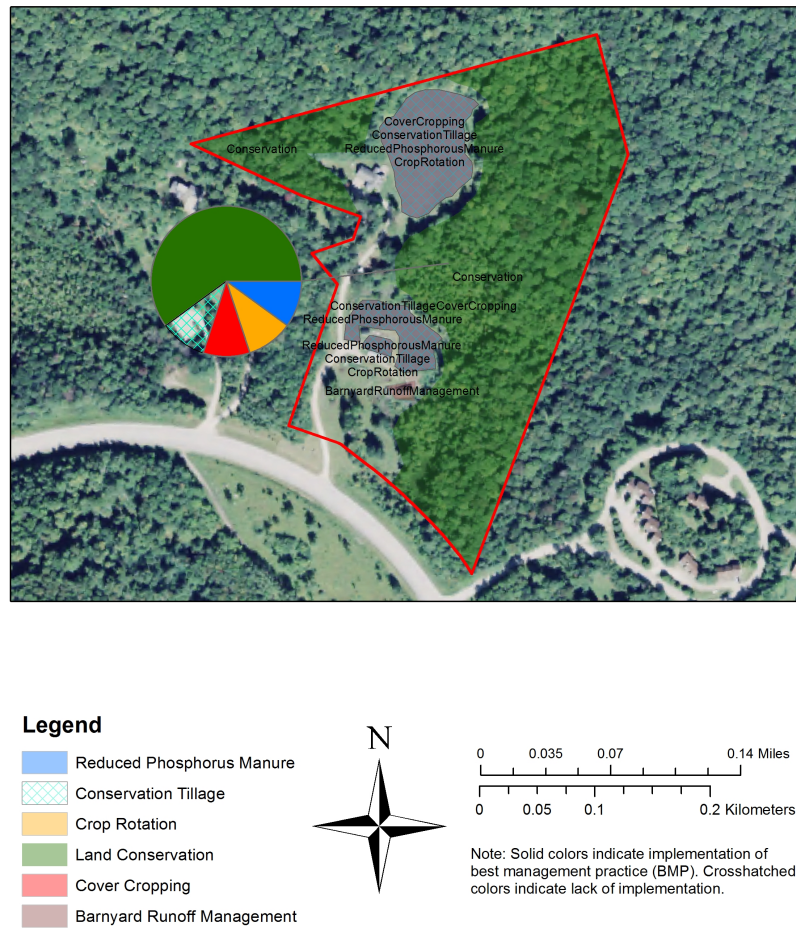 CoverCropping
ConservationTillage
Conservation
ReducedPhosphorousManure
CropRotation
Conservation
ConservationTillageCoverCropping
ReducedPhosphorousManure
ReducedPhosphorousManure
ConservationTillage
CropRotation
BarnyardRunoffManagement
Legend
Reduced Phosphorus Manure
Conservation Tillage
Crop Rotation
Land Conservation
Cover Cropping
Barnyard Runoff Management
N
0 0.035 0.07 0.14 Miles
0 0.05 0.1 0.2 Kilometers
Note: Solid colors indicate implementation of
best management practice (BMP). Crosshatched
colors indicate lack of implementation.